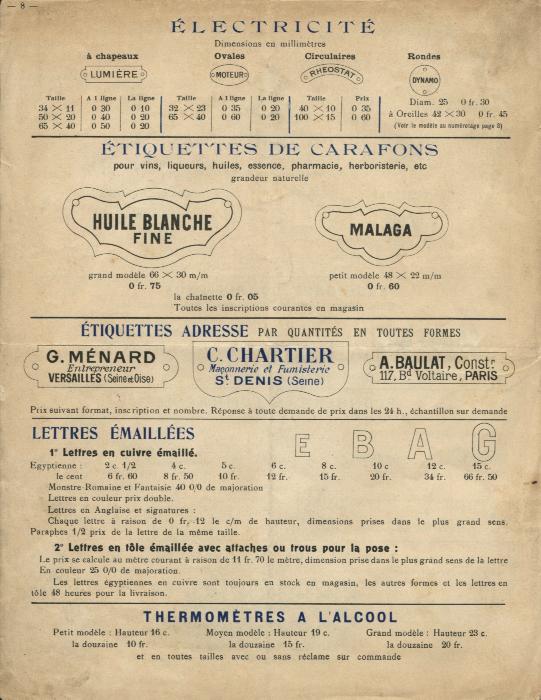 — 8 —
ÉLECTRICITÉ
Dimensions en millimètres
à chapeaux Ovales Circulaires Rondes
LUMIÈRE MOTEUR RHEOSTAT DYNAMO
Taille A 1 ligne La ligne Taille A 1 ligne La ligne Taille Prix
34 × 11 0 30 0 10 32 × 23 0 35 0 20 40 × 10 0 35
50 × 20 0 40 0 20 65 × 40 0 60 0 20 100 × 15 0 60
65 × 40 0 50 0 20
Diam. 25 0 fr. 30
à Oreilles 42 × 30 0 fr. 45
(Voir le modèle au numérotage page 8)
ÉTIQUETTES DE CARAFONS
pour vins, liqueurs, huiles, essence, pharmacie, herboristerie, etc
grandeur naturelle
HUILE BLANCHE
FINE
MALAGA
grand modèle 66 × 30 m/m petit modèle 48 × 22 m/m
0 fr. 75 0 fr. 60
la chaînette 0 fr. 05
Toutes les inscriptions courantes en magasin
ÉTIQUETTES ADRESSE PAR QUANTITÉS EN TOUTES FORMES
G. MÉNARD
Entrepreneur
VERSAILLES (Seine et Oise)
C. CHARTIER
Maçonnerie et Fumisterie
St DENIS (Seine)
A. BAULAT, Constr
117, Bd Voltaire, PARIS
Prix suivant format, inscription et nombre. Réponse à toute demande de prix dans les 24 h., échantillon sur demande
LETTRES ÉMAILLÉES E B A G
1° Lettres en cuivre émaillé.
Egyptienne : 2 c. 1/2 4 c. 5 c. 6 c. 8 c. 10 c 12 c. 15 c.
le cent 6 fr. 60 8 fr. 50 10 fr. 12 fr. 15 fr. 20 fr. 34 fr. 66 fr. 50
Monstre Romaine et Fantaisie 40 0/0 de majoration
Lettres en couleur prix double.
Lettres en Anglaise et signatures :
Chaque lettre à raison de 0 fr. 12 le c/m de hauteur, dimensions prises dans le plus grand sens.
Paraphes 1/2 prix de la lettre de la même taille.
2° Lettres en tôle émaillée avec attaches ou trous pour la pose :
Le prix se calcule au mètre courant à raison de 11 fr. 70 le mètre, dimension prise dans le plus grand sens de la lettre
En couleur 25 0/0 de majoration.
Les lettres égyptiennes en cuivre sont toujours en stock en magasin, les autres formes et les lettres en
tôle 48 heures pour la livraison.
THERMOMÈTRES A L'ALCOOL
Petit modèle : Hauteur 16 c. Moyen modèle : Hauteur 19 c. Grand modèle : Hauteur 23 c.
la douzaine 10 fr. la douzaine 15 fr. la douzaine 20 fr.
et en toutes tailles avec ou sans réclame sur commande